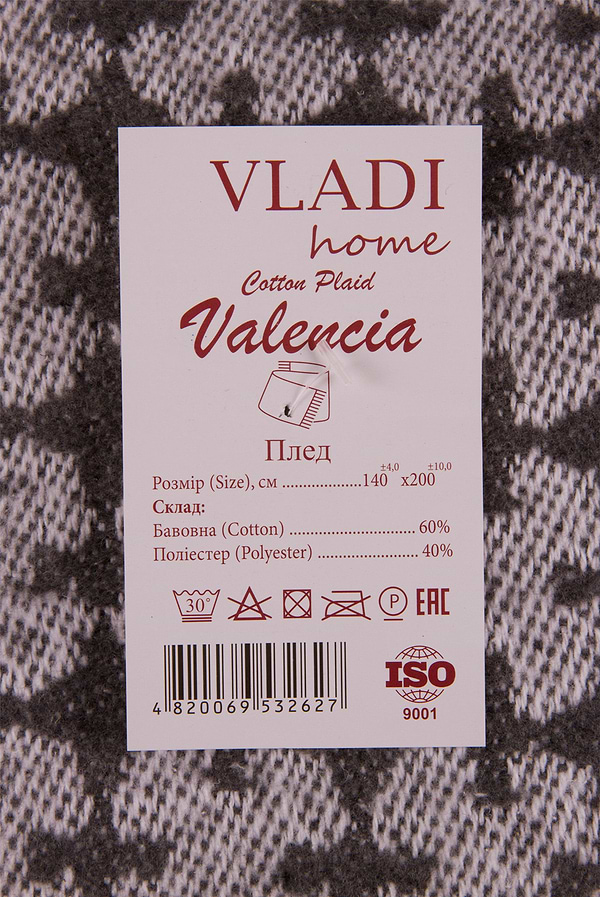 VLADI
home
Cotton Plaid
Valencia
Плед
Розмір (Size), см ...................140 ±4,0 x200 ±10,0
Склад:
Бавовна (Cotton) ............................... 60%
Поліестер (Polyester) ......................... 40%
30° P EAC
4 820069 532627
ISO
9001